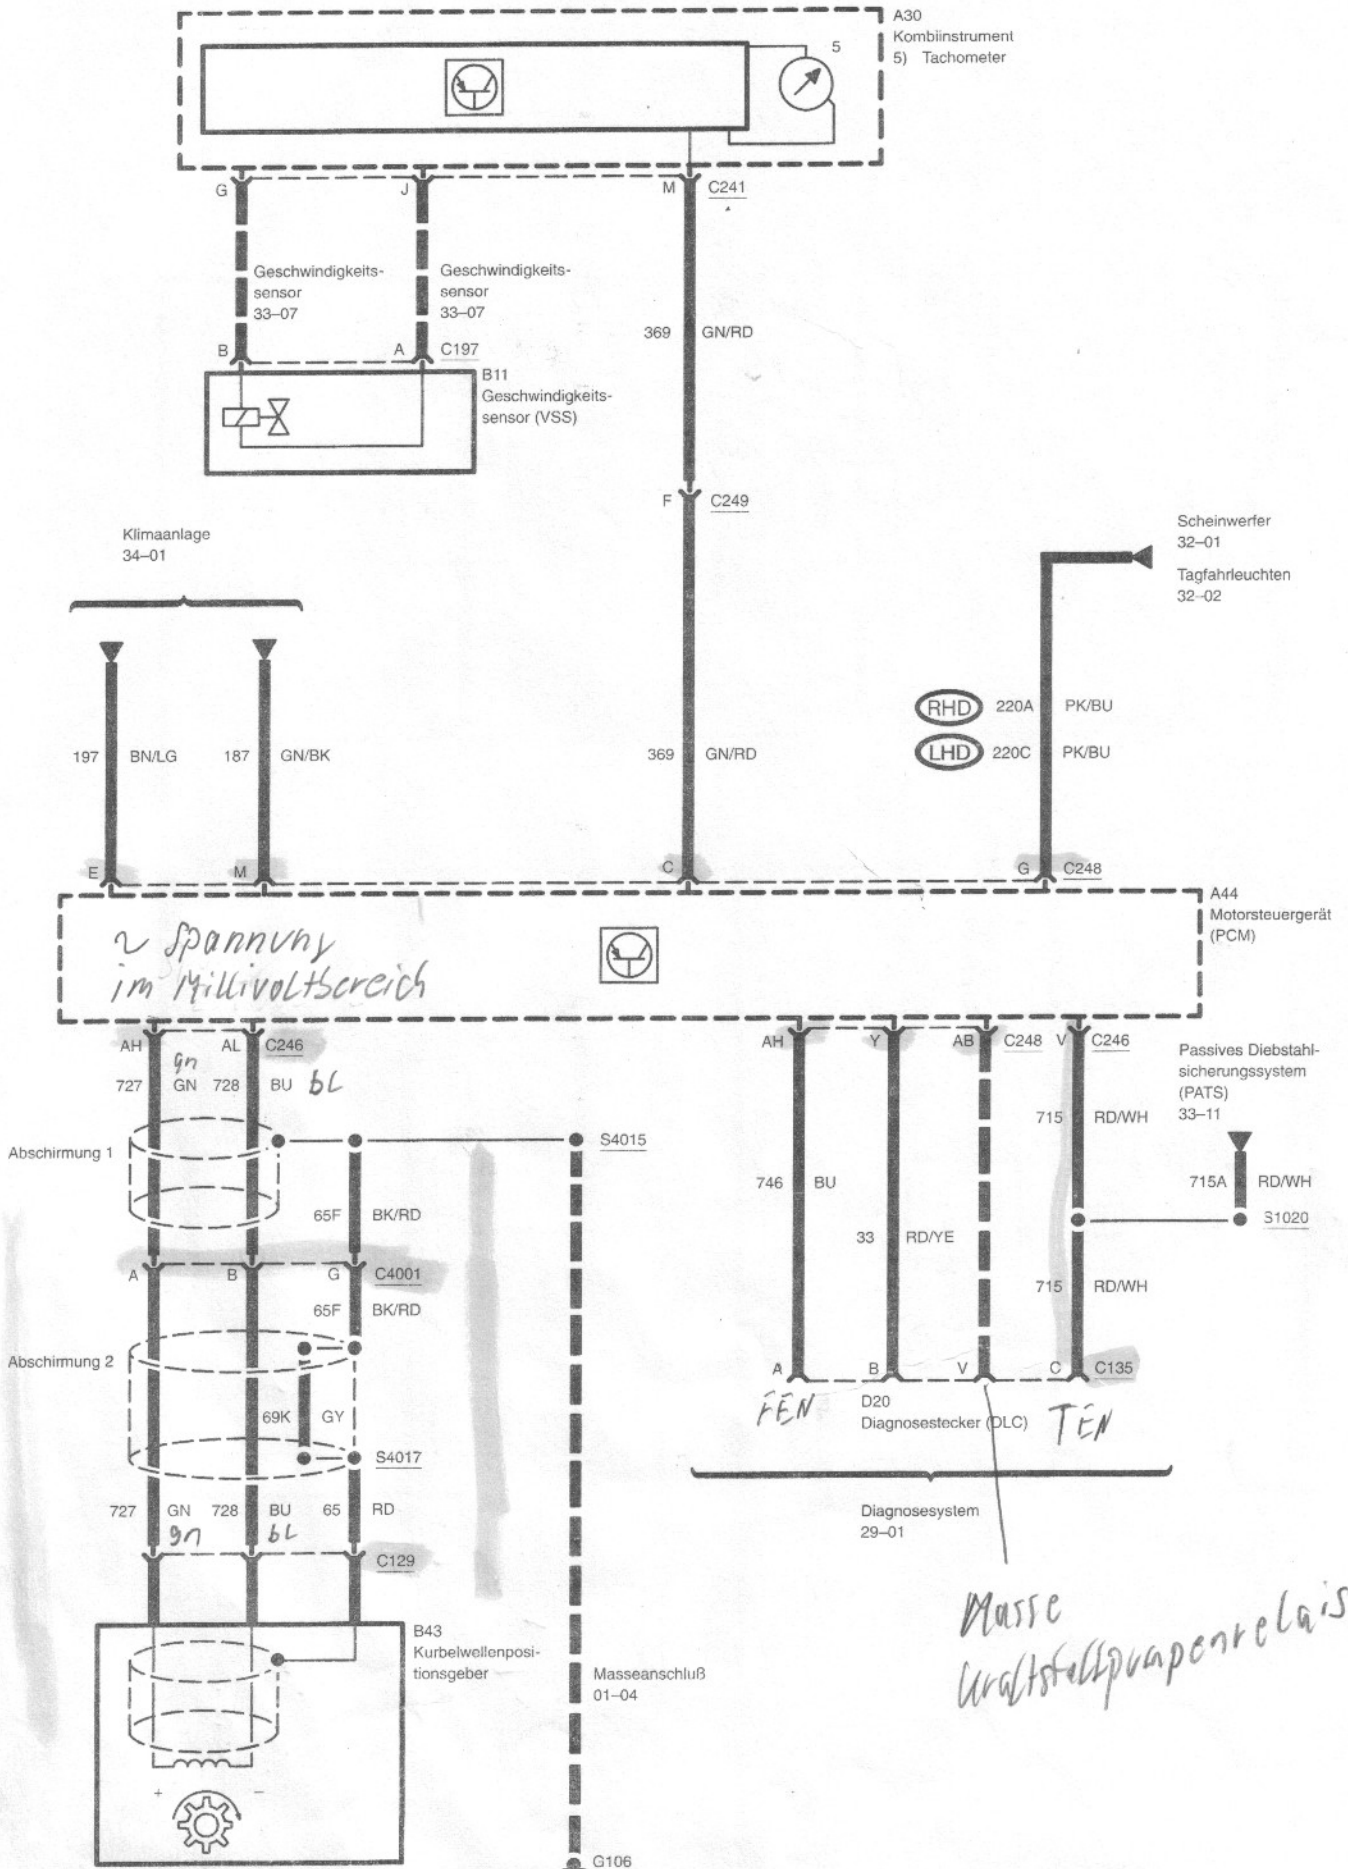 A30
Kombiinstrument
5) Tachometer
5
G
J
M
C241
Geschwindigkeits-
sensor
33–07
Geschwindigkeits-
sensor
33–07
369
GN/RD
B
A
C197
B11
Geschwindigkeits-
sensor (VSS)
F
C249
Klimaanlage
34–01
Scheinwerfer
32–01
Tagfahrleuchten
32–02
RHD 220A PK/BU
LHD 220C PK/BU
197 BN/LG
187 GN/BK
369 GN/RD
E
M
C
G
C248
A44
Motorsteuergerät
(PCM)
~ Spannung
im Millivoltbereich
AH
AL
C246
gn
727 GN
728 BU
bL
AH
Y
AB
C248
V
C246
Passives Diebstahl-
sicherungssystem
(PATS)
33–11
715 RD/WH
Abschirmung 1
S4015
746 BU
715A RD/WH
65F BK/RD
S1020
33 RD/YE
A
B
G
C4001
65F BK/RD
715 RD/WH
Abschirmung 2
A
B
V
C
C135
FEN
D20
Diagnosestecker (DLC)
TEN
69K GY
S4017
727 GN
728 BU
65 RD
gn
bL
Diagnosesystem
29–01
C129
Masse
Kraftstoffpumpenrelais
B43
Kurbelwellenposi-
tionsgeber
Masseanschluß
01–04
+
−
G106